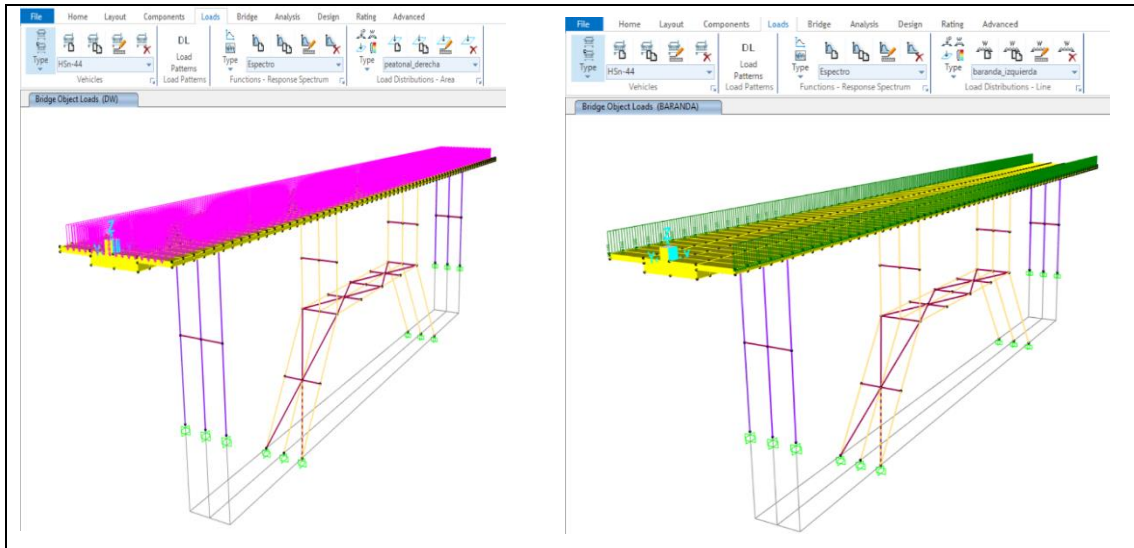 File Home Layout Components Loads Bridge Analysis Design Rating Advanced
Type
HSn-44
Vehicles
DL
Load
Patterns
Load Patterns
Type
Espectro
Functions - Response Spectrum
Type
peatonal_derecha
Load Distributions - Area
Bridge Object Loads (DW)
Z
File Home Layout Components Loads Bridge Analysis Design Rating Advanced
Type
HSn-44
Vehicles
DL
Load
Patterns
Load Patterns
Type
Espectro
Functions - Response Spectrum
Type
baranda_izquierda
Load Distributions - Line
Bridge Object Loads (BARANDA)